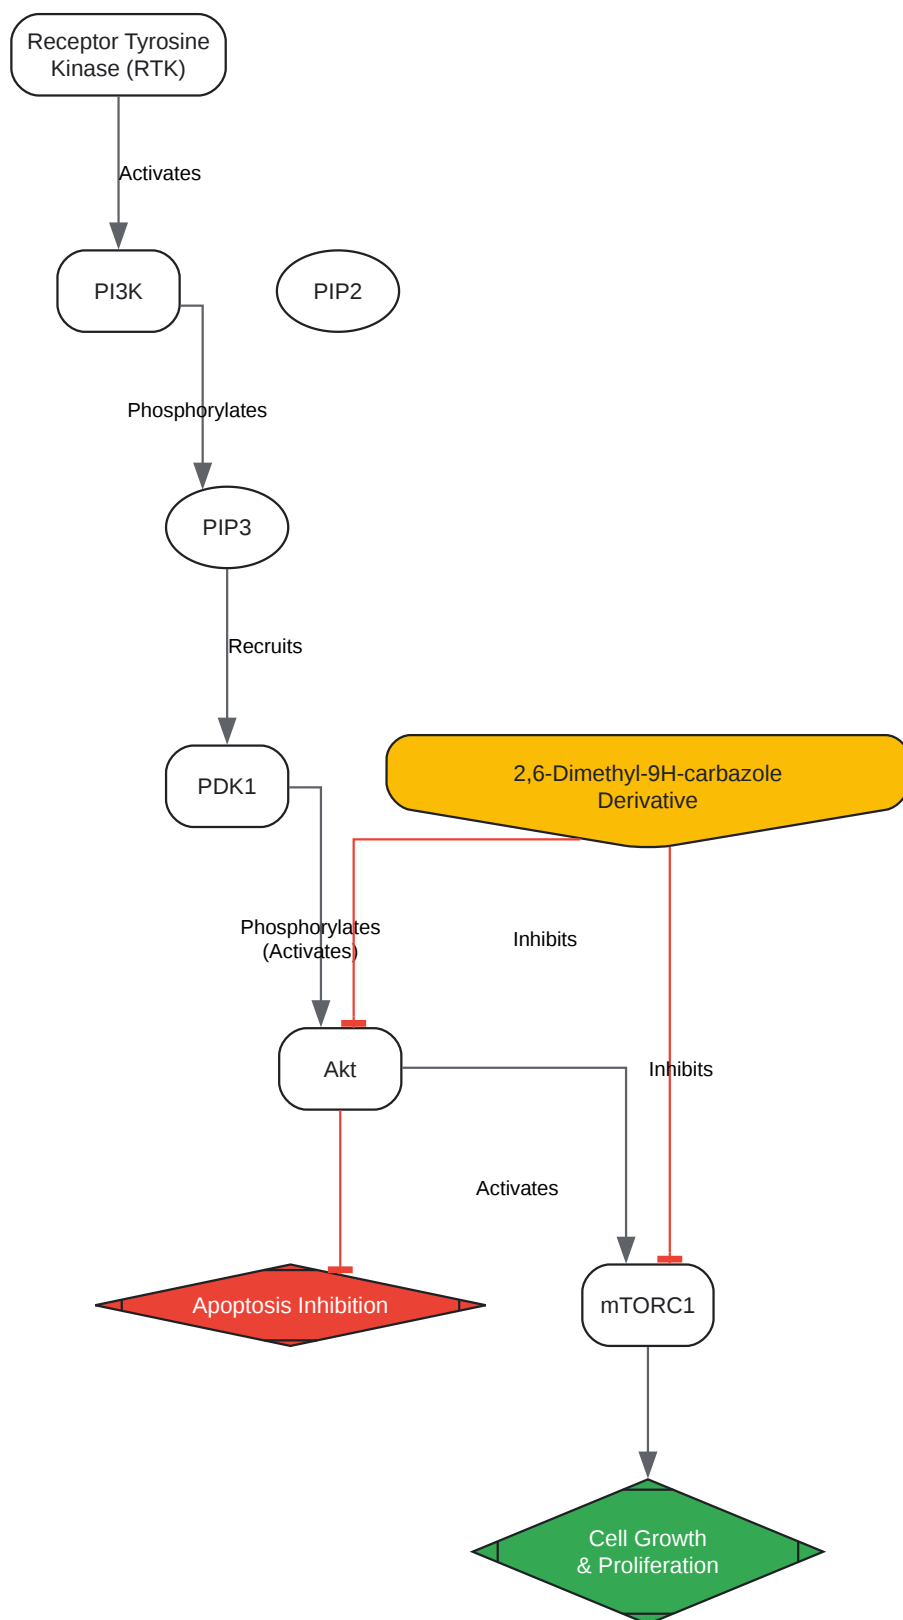 Receptor Tyrosine
Kinase (RTK)
Activates
PI3K
PIP2
Phosphorylates
PIP3
Recruits
PDK1
2,6-Dimethyl-9H-carbazole
Derivative
Phosphorylates
(Activates)
Inhibits
Akt
Inhibits
Activates
Apoptosis Inhibition
mTORC1
Cell Growth
& Proliferation